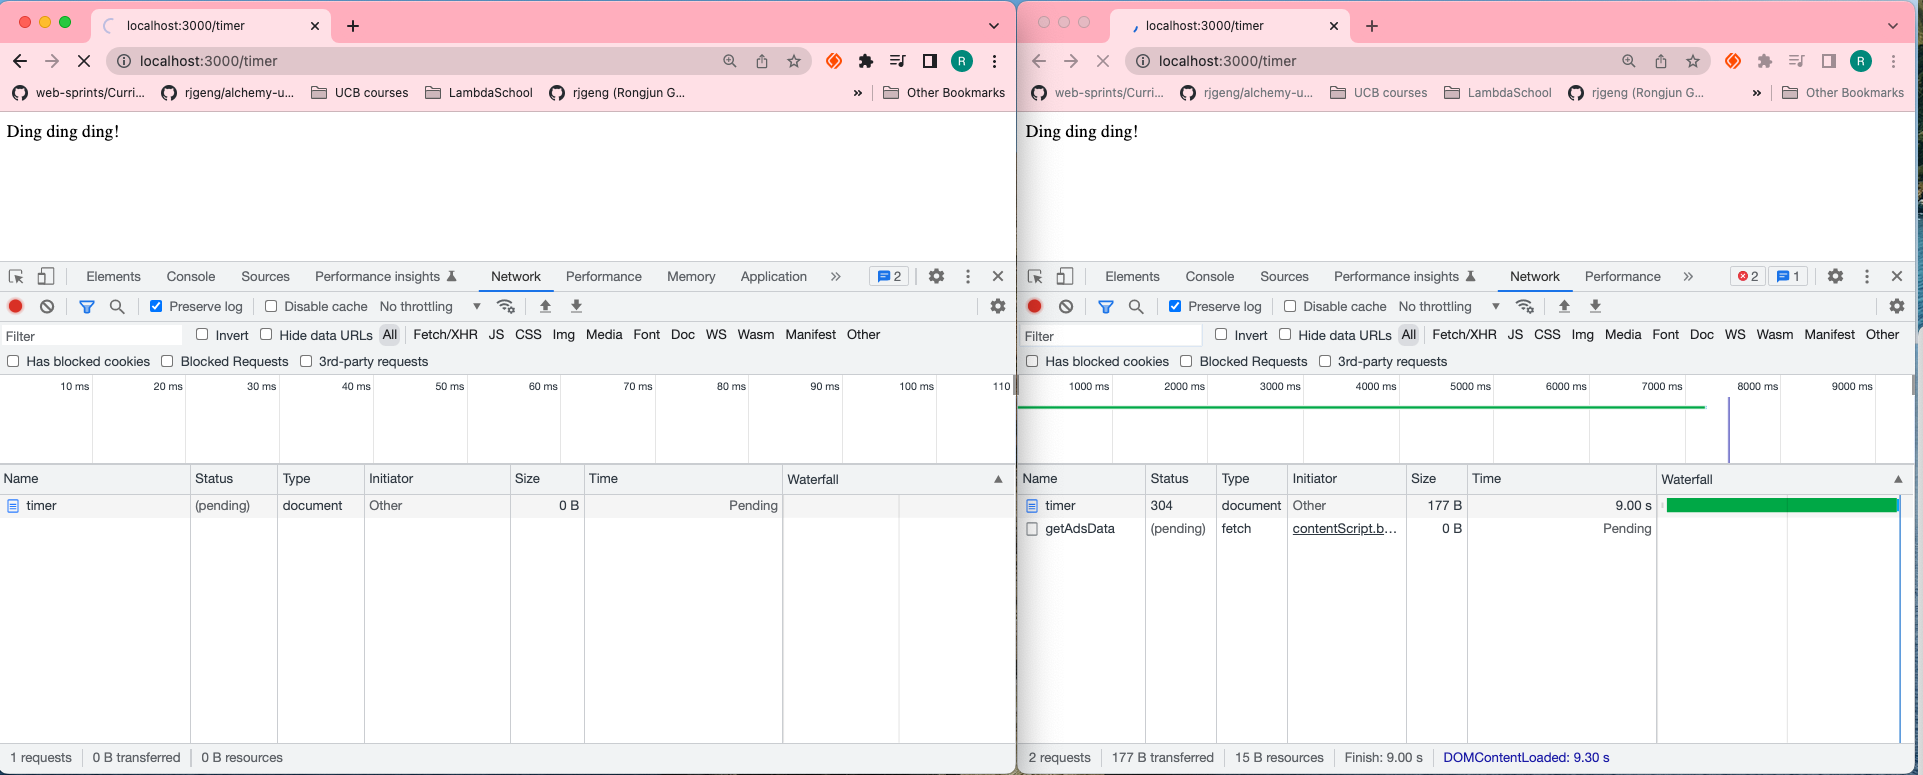 localhost:3000/timer
localhost:3000/timer
web-sprints/Curri... rjgeng/alchemy-u... UCB courses LambdaSchool rjgeng (Rongjun G... » Other Bookmarks
R
Ding ding ding!
Elements Console Sources Performance insights Network Performance Memory Application » 2
Preserve log Disable cache No throttling
Filter Invert Hide data URLs All Fetch/XHR JS CSS Img Media Font Doc WS Wasm Manifest Other
Has blocked cookies Blocked Requests 3rd-party requests
10 ms 20 ms 30 ms 40 ms 50 ms 60 ms 70 ms 80 ms 90 ms 100 ms 110
Name Status Type Initiator Size Time Waterfall
timer (pending) document Other 0 B Pending
1 requests 0 B transferred 0 B resources
localhost:3000/timer
localhost:3000/timer
R
web-sprints/Curri... rjgeng/alchemy-u... UCB courses LambdaSchool rjgeng (Rongjun G... » Other Bookmarks
Ding ding ding!
Elements Console Sources Performance insights Network Performance » 2 1
Preserve log Disable cache No throttling
Filter Invert Hide data URLs All Fetch/XHR JS CSS Img Media Font Doc WS Wasm Manifest Other
Has blocked cookies Blocked Requests 3rd-party requests
1000 ms 2000 ms 3000 ms 4000 ms 5000 ms 6000 ms 7000 ms 8000 ms 9000 ms
Name Status Type Initiator Size Time Waterfall
timer 304 document Other 177 B 9.00 s
getAdsData (pending) fetch contentScript.b... 0 B Pending
2 requests 177 B transferred 15 B resources Finish: 9.00 s DOMContentLoaded: 9.30 s